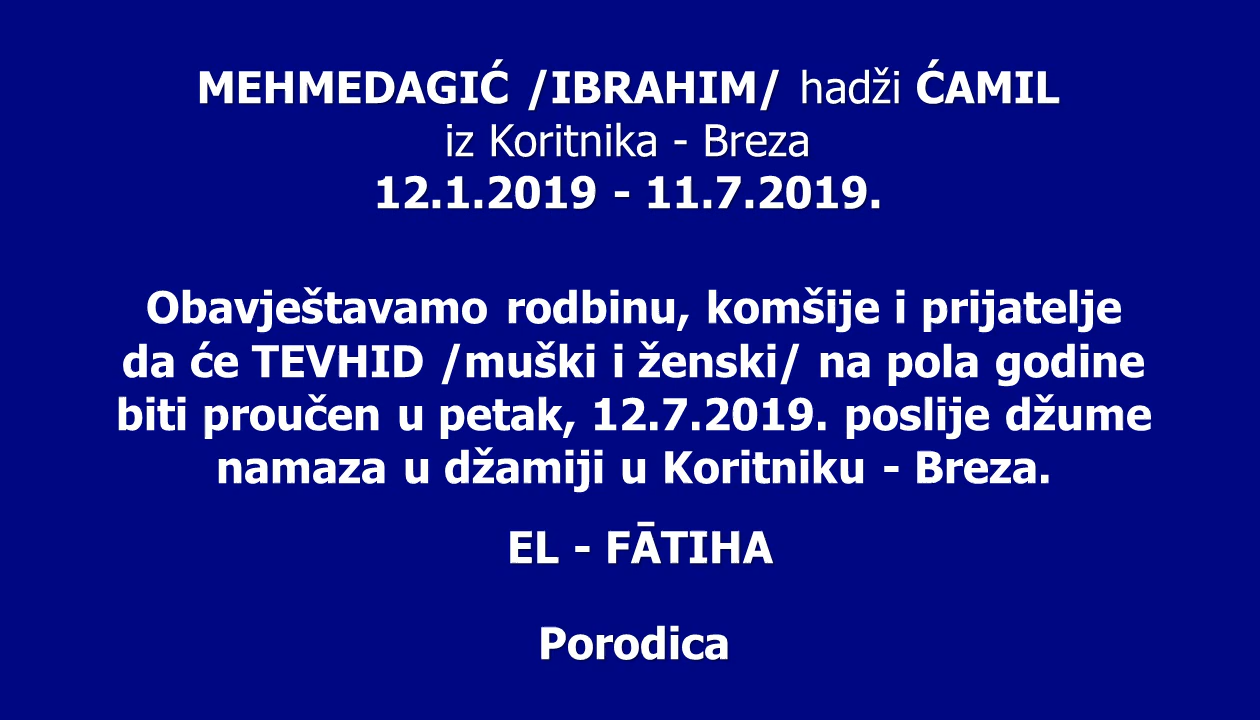 MEHMEDAGIĆ /IBRAHIM/ hadži ĆAMIL
iz Koritnika - Breza
12.1.2019 - 11.7.2019.
Obavještavamo rodbinu, komšije i prijatelje
da će TEVHID /muški i ženski/ na pola godine
biti proučen u petak, 12.7.2019. poslije džume
namaza u džamiji u Koritniku - Breza.
EL - FĀTIHA
Porodica